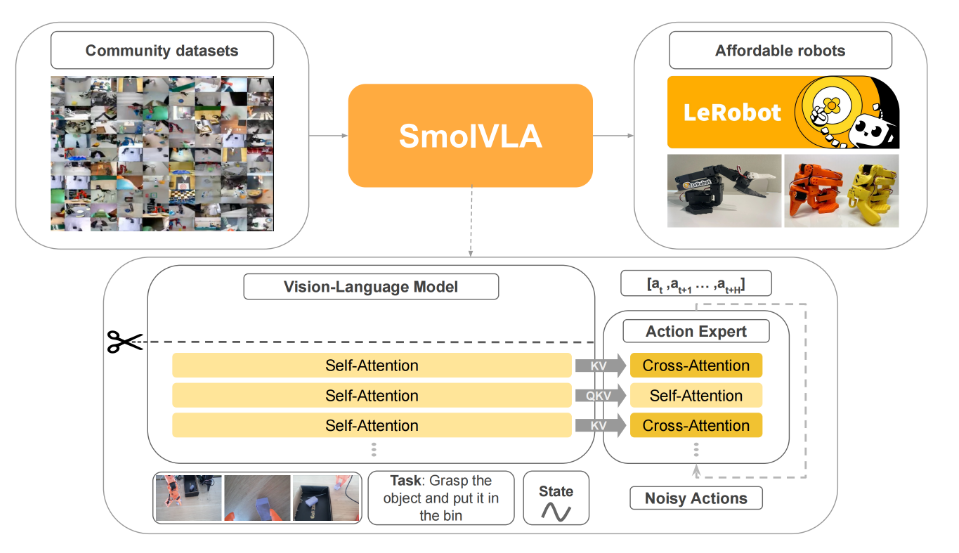 Community datasets
SmolVLA
Affordable robots
LeRobot
Vision-Language Model
[at ,at+1 … ,at+H]
Action Expert
Self-Attention
KV
Cross-Attention
Self-Attention
QKV
Self-Attention
Self-Attention
KV
Cross-Attention
Task: Grasp the
object and put it in
the bin
State
Noisy Actions